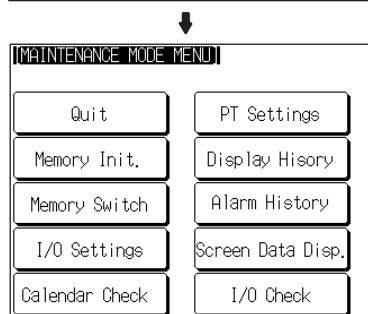 [MAINTENANCE MODE MENU]
Quit
PT Settings
Memory Init.
Display Hisory
Memory Switch
Alarm History
I/O Settings
Screen Data Disp.
Calendar Check
I/O Check